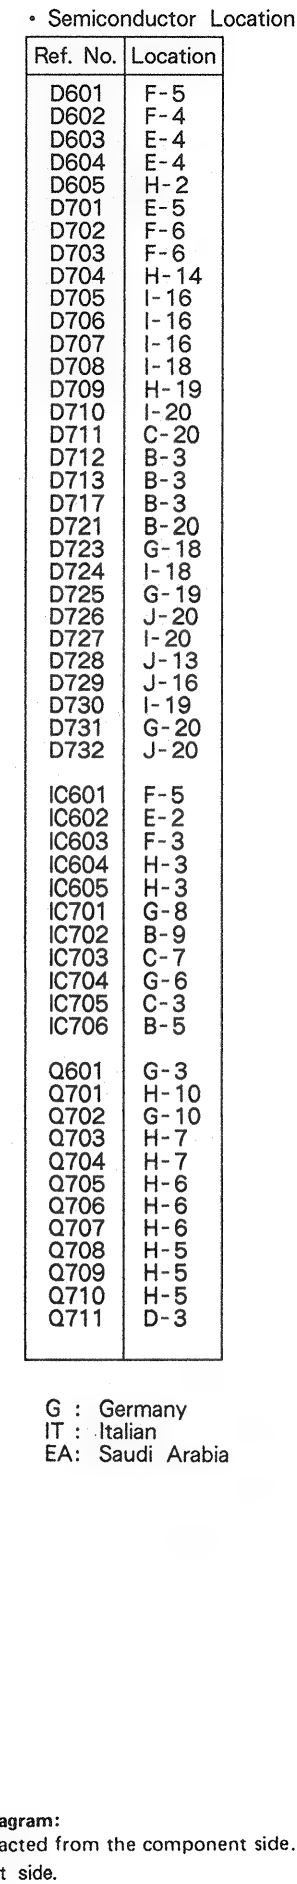 • Semiconductor Location
Ref. No. Location
D601 F-5
D602 F-4
D603 E-4
D604 E-4
D605 H-2
D701 E-5
D702 F-6
D703 F-6
D704 H-14
D705 I-16
D706 I-16
D707 I-16
D708 I-18
D709 H-19
D710 I-20
D711 C-20
D712 B-3
D713 B-3
D717 B-3
D721 B-20
D723 G-18
D724 I-18
D725 G-19
D726 J-20
D727 I-20
D728 J-13
D729 J-16
D730 I-19
D731 G-20
D732 J-20
IC601 F-5
IC602 E-2
IC603 F-3
IC604 H-3
IC605 H-3
IC701 G-8
IC702 B-9
IC703 C-7
IC704 G-6
IC705 C-3
IC706 B-5
Q601 G-3
Q701 H-10
Q702 G-10
Q703 H-7
Q704 H-7
Q705 H-6
Q706 H-6
Q707 H-6
Q708 H-5
Q709 H-5
Q710 H-5
Q711 D-3
G : Germany
IT : Italian
EA: Saudi Arabia
agram:
acted from the component side.
t side.